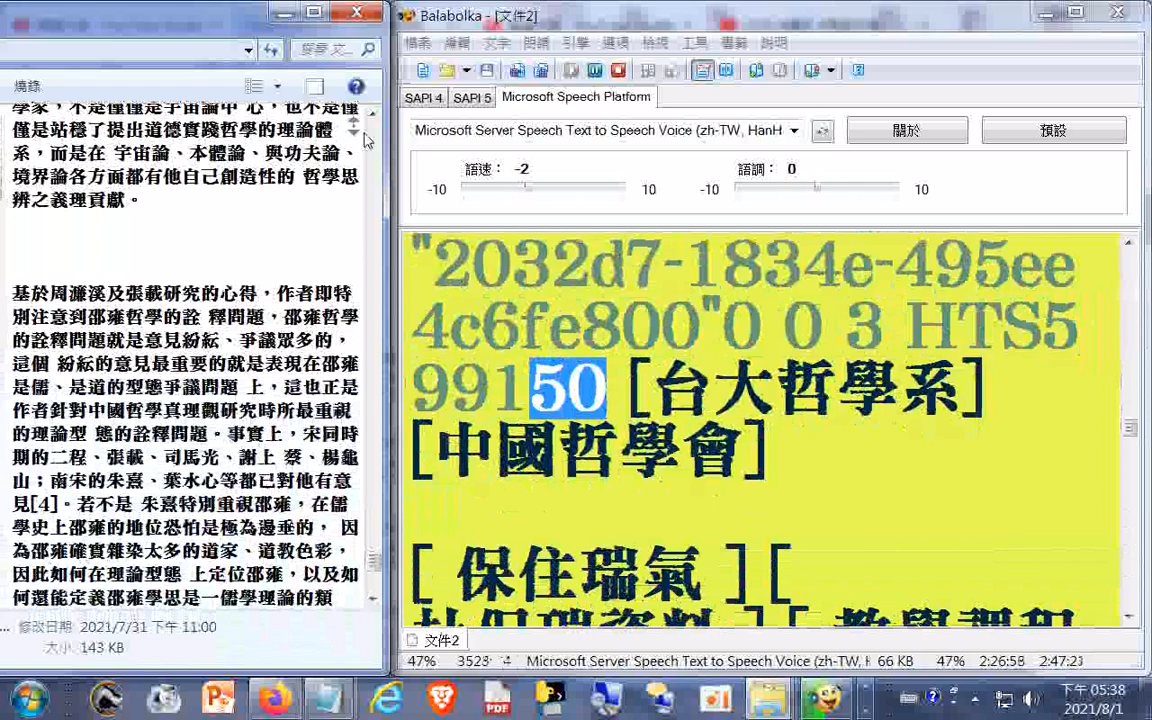 Balabolka - [文件2]
檔案 編輯 文字 朗讀 引擎 選項 檢視 工具 書籤 說明
燒錄
SAPI 4 SAPI 5 Microsoft Speech Platform
Microsoft Server Speech Text to Speech Voice (zh-TW, HanH
關於 預設
語速： -2 語調： 0
-10 10 -10 10
學家，不是僅僅是宇宙論中 心，也不是僅
僅是站穩了提出道德實踐哲學的理論體
系，而是在 宇宙論、本體論、與功夫論、
境界論各方面都有他自己創造性的 哲學思
辨之義理貢獻。
基於周濂溪及張載研究的心得，作者即特
別注意到邵雍哲學的詮 釋問題，邵雍哲學
的詮釋問題就是意見紛紜、爭議眾多的，
這個 紛紜的意見最重要的就是表現在邵雍
是儒、是道的型態爭議問題 上，這也正是
作者針對中國哲學真理觀研究時所最重視
的理論型 態的詮釋問題。事實上，宋同時
期的二程、張載、司馬光、謝上 蔡、楊龜
山；南宋的朱熹、葉水心等都已對他有意
見[4]。若不是 朱熹特別重視邵雍，在儒
學史上邵雍的地位恐怕是極為邊垂的， 因
為邵雍確實雜染太多的道家、道教色彩，
因此如何在理論型態 上定位邵雍，以及如
何還能定義邵雍學思是一儒學理論的類
... 修改日期: 2021/7/31 下午 11:00
大小: 143 KB
"2032d7-1834e-495ee
4c6fe800"0 0 3 HTS5
99150 [台大哲學系]
[中國哲學會]
[ 保住瑞氣 ][
文件2
47% 3523 4 Microsoft Server Speech Text to Speech Voice (zh-TW, H 66 KB 47% 2:26:58 2:47:23
下午 05:38
2021/8/1